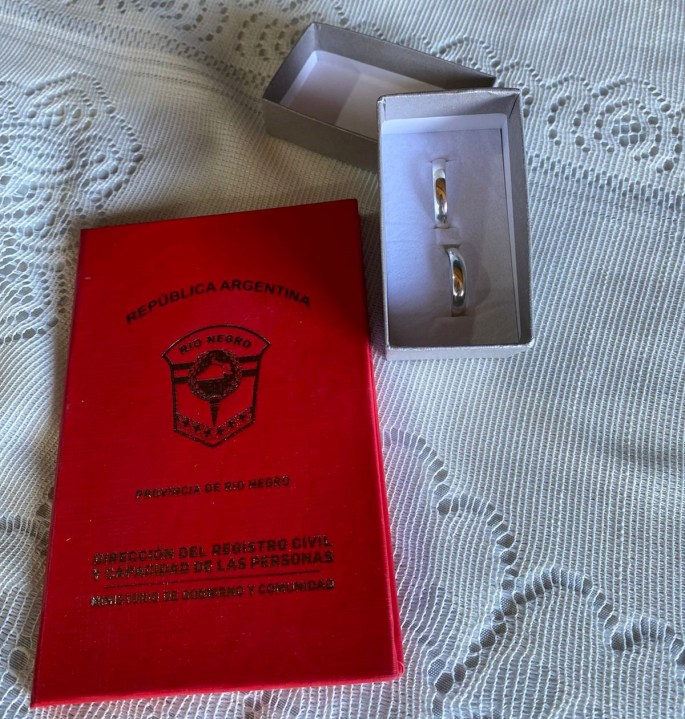 REPÚBLICA ARGENTINA
RIO NEGRO
PROVINCIA DE RIO NEGRO
DIRECCION DEL REGISTRO CIVIL
Y CAPACIDAD DE LAS PERSONAS
MINISTERIO DE GOBIERNO Y COMUNIDAD